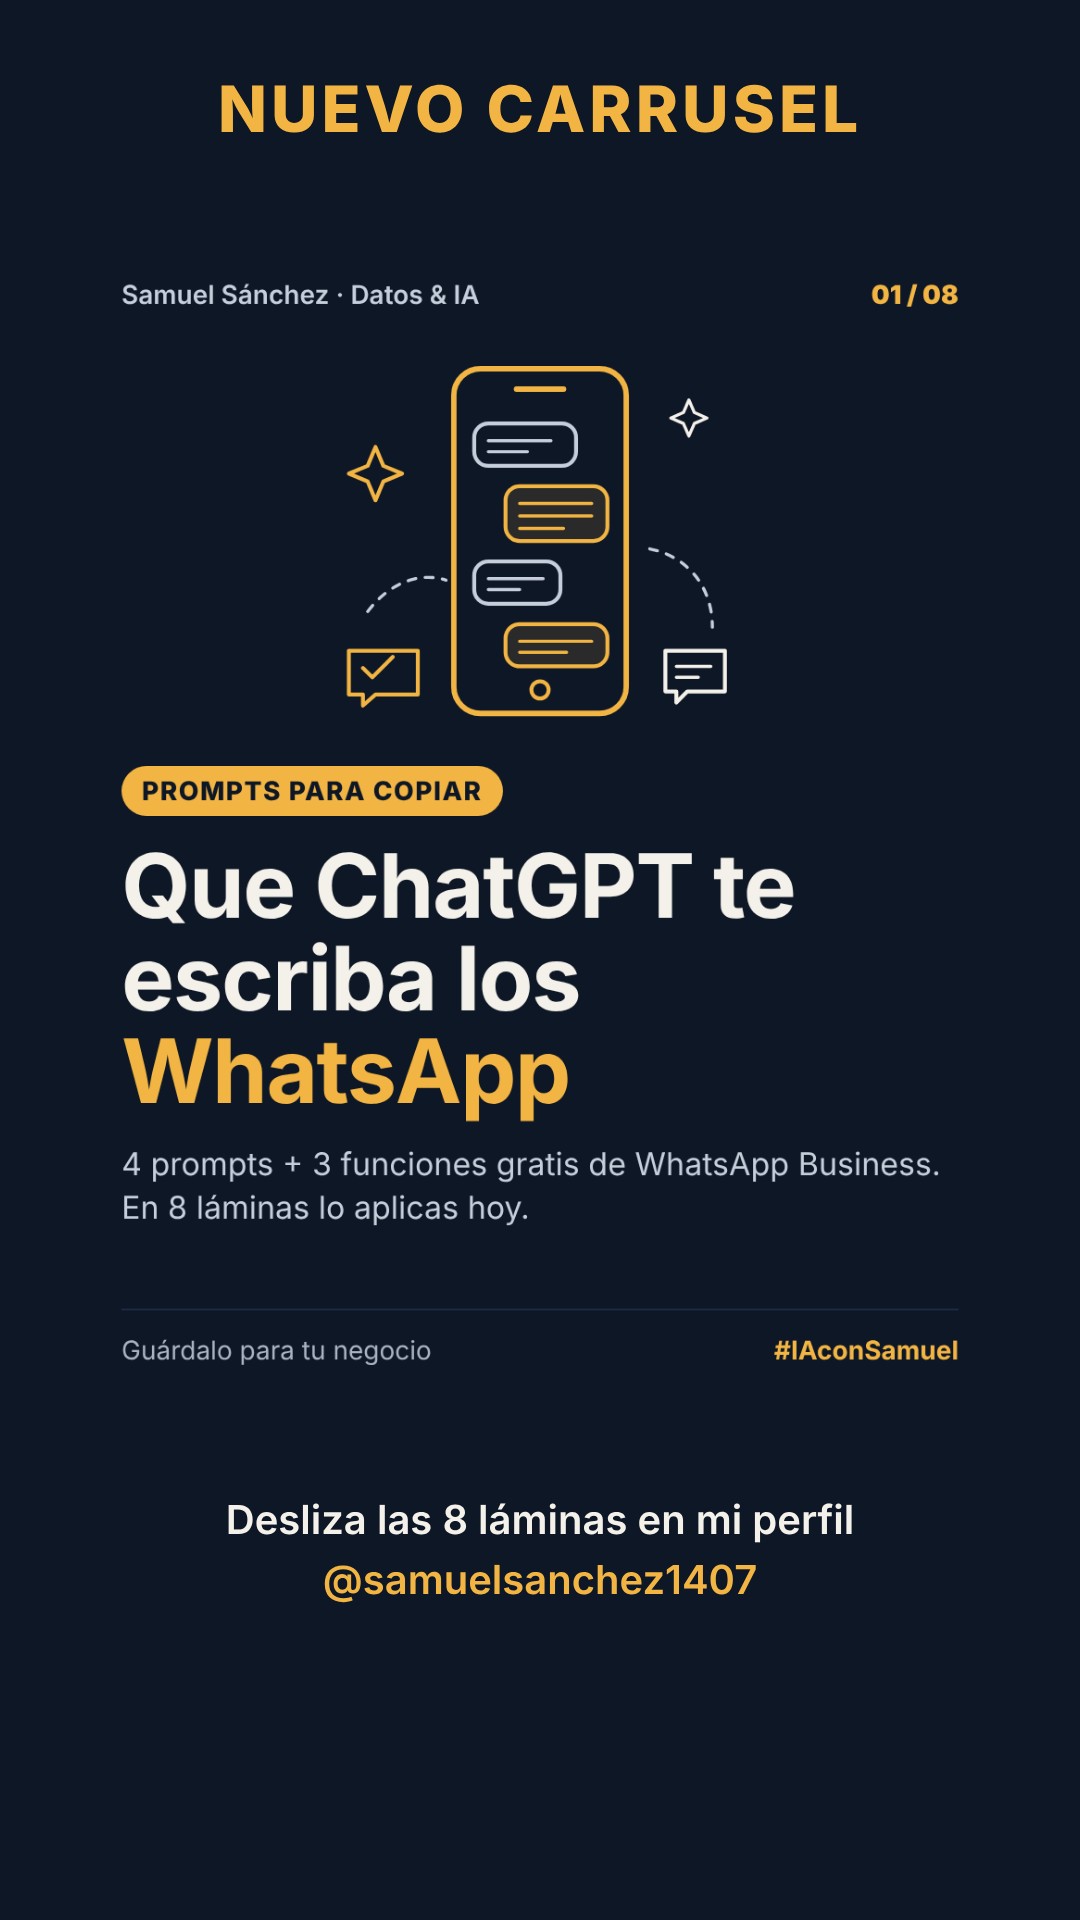 NUEVO CARRUSEL
Samuel Sánchez · Datos & IA
01 / 08
PROMPTS PARA COPIAR
Que ChatGPT te
escriba los
WhatsApp
4 prompts + 3 funciones gratis de WhatsApp Business.
En 8 láminas lo aplicas hoy.
Guárdalo para tu negocio
#IAconSamuel
Desliza las 8 láminas en mi perfil
@samuelsanchez1407